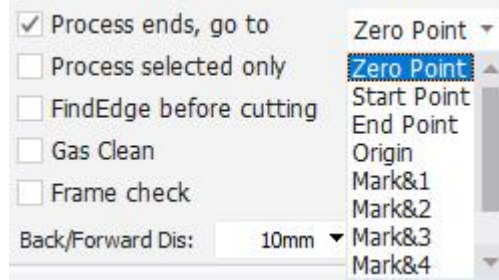 Process ends, go to
Zero Point
Process selected only
FindEdge before cutting
Gas Clean
Frame check
Back/Forward Dis:
10mm
Zero Point
Start Point
End Point
Origin
Mark&1
Mark&2
Mark&3
Mark&4